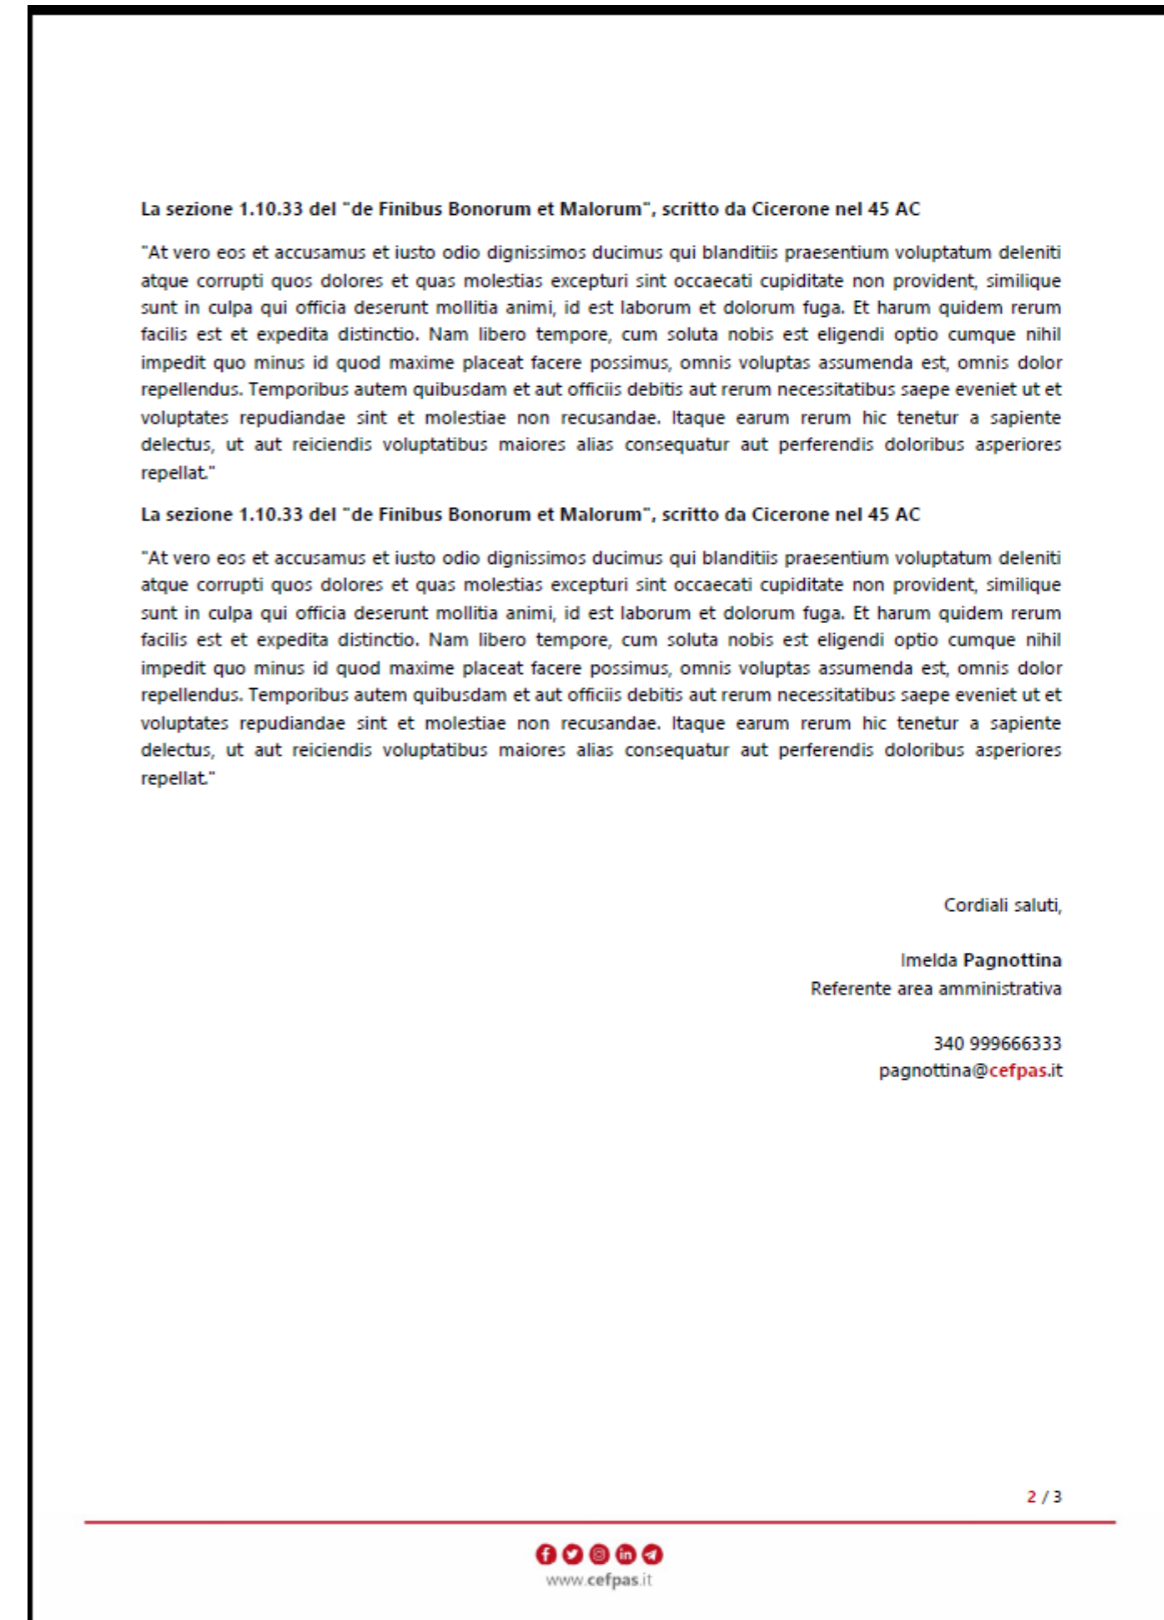 La sezione 1.10.33 del "de Finibus Bonorum et Malorum", scritto da Cicerone nel 45 AC
"At vero eos et accusamus et iusto odio dignissimos ducimus qui blanditiis praesentium voluptatum deleniti
atque corrupti quos dolores et quas molestias excepturi sint occaecati cupiditate non provident, similique
sunt in culpa qui officia deserunt mollitia animi, id est laborum et dolorum fuga. Et harum quidem rerum
facilis est et expedita distinctio. Nam libero tempore, cum soluta nobis est eligendi optio cumque nihil
impedit quo minus id quod maxime placeat facere possimus, omnis voluptas assumenda est, omnis dolor
repellendus. Temporibus autem quibusdam et aut officiis debitis aut rerum necessitatibus saepe eveniet ut et
voluptates repudiandae sint et molestiae non recusandae. Itaque earum rerum hic tenetur a sapiente
delectus, ut aut reiciendis voluptatibus maiores alias consequatur aut perferendis doloribus asperiores
repellat."
La sezione 1.10.33 del "de Finibus Bonorum et Malorum", scritto da Cicerone nel 45 AC
"At vero eos et accusamus et iusto odio dignissimos ducimus qui blanditiis praesentium voluptatum deleniti
atque corrupti quos dolores et quas molestias excepturi sint occaecati cupiditate non provident, similique
sunt in culpa qui officia deserunt mollitia animi, id est laborum et dolorum fuga. Et harum quidem rerum
facilis est et expedita distinctio. Nam libero tempore, cum soluta nobis est eligendi optio cumque nihil
impedit quo minus id quod maxime placeat facere possimus, omnis voluptas assumenda est, omnis dolor
repellendus. Temporibus autem quibusdam et aut officiis debitis aut rerum necessitatibus saepe eveniet ut et
voluptates repudiandae sint et molestiae non recusandae. Itaque earum rerum hic tenetur a sapiente
delectus, ut aut reiciendis voluptatibus maiores alias consequatur aut perferendis doloribus asperiores
repellat."
Cordiali saluti,
Imelda Pagnottina
Referente area amministrativa
340 999666333
pagnottina@cefpas.it
2 / 3
www.cefpas.it